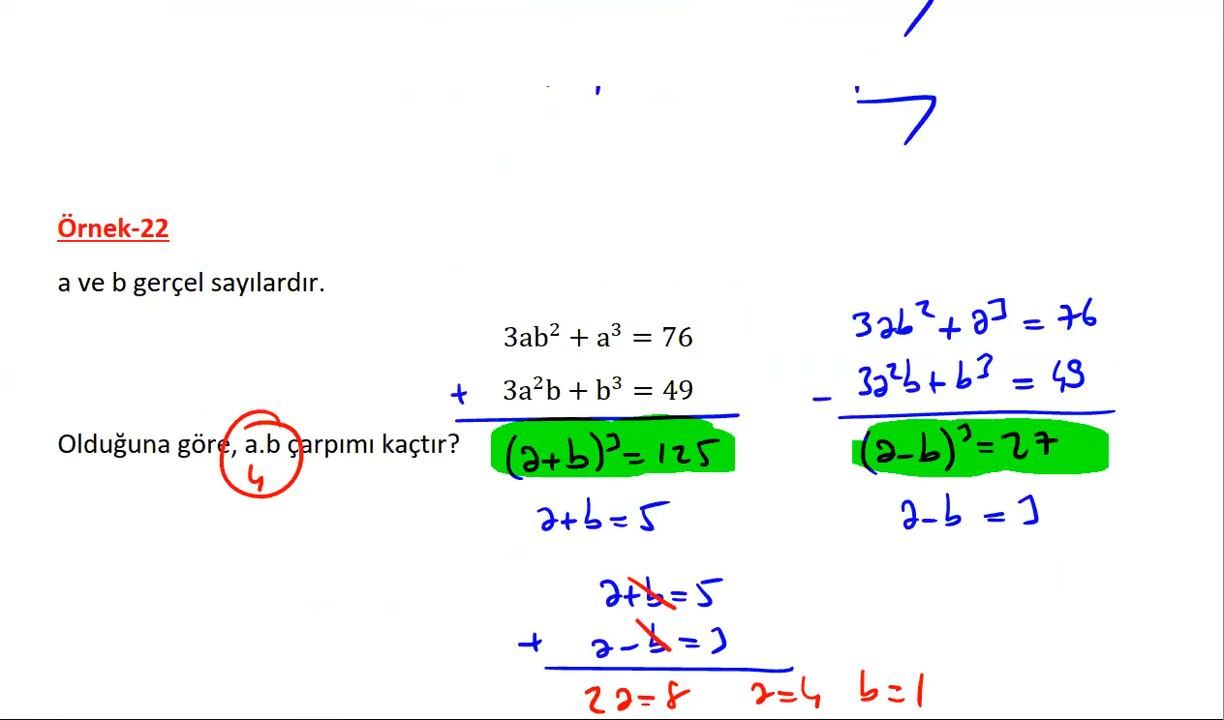 Örnek-22
a ve b gerçel sayılardır.
3ab² + a³ = 76
+ 3a²b + b³ = 49
Olduğuna göre, a.b çarpımı kaçtır?
4
(a+b)³ = 125
a+b = 5
3ab² + a³ = 76
- 3a²b + b³ = 49
(a-b)³ = 27
a-b = 3
a+b = 5
+ a-b = 3
2a = 8 a = 4 b = 1